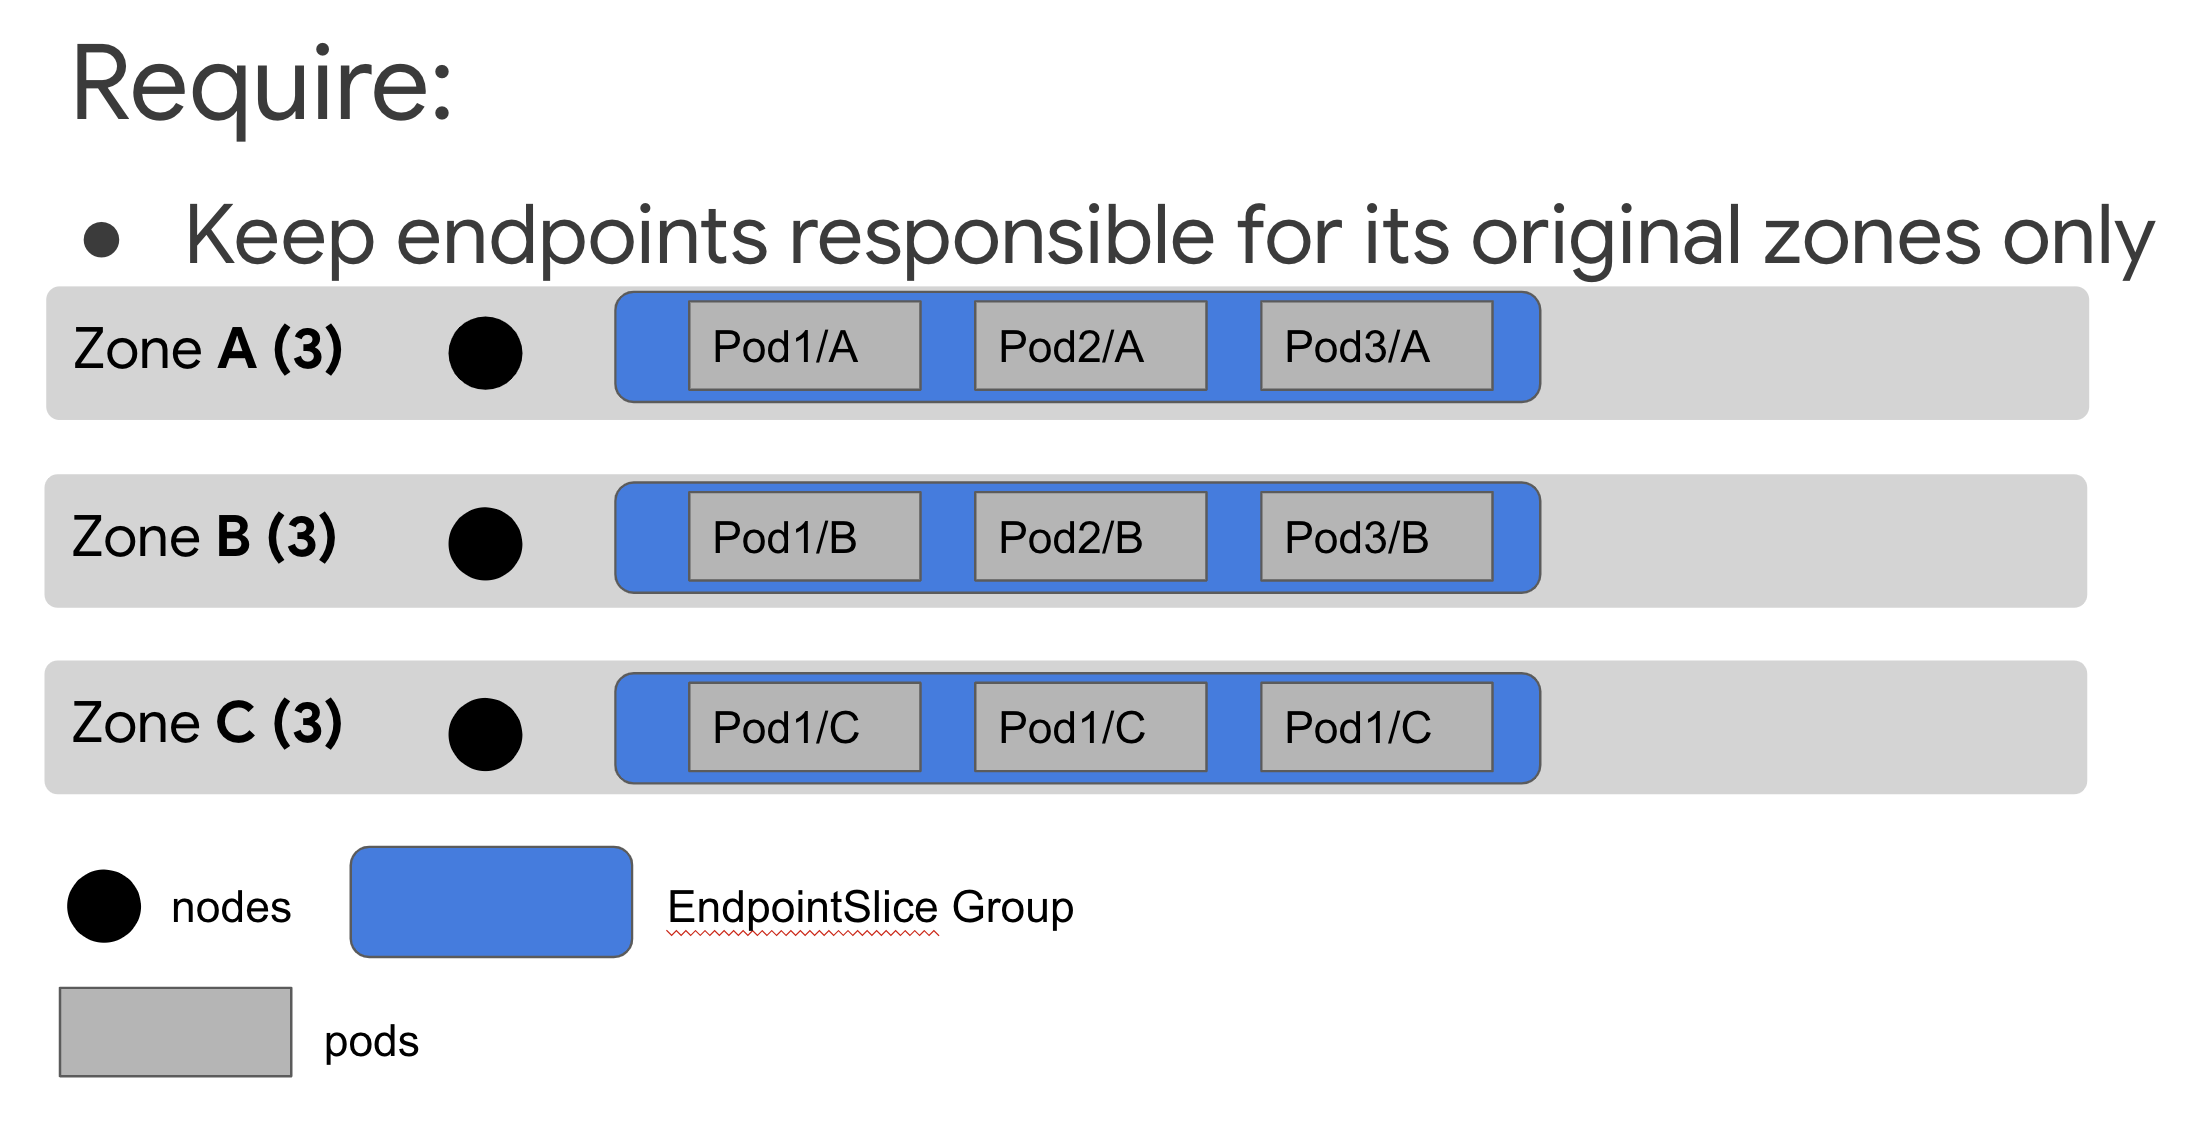 Require:
● Keep endpoints responsible for its original zones only
Zone A (3) Pod1/A Pod2/A Pod3/A
Zone B (3) Pod1/B Pod2/B Pod3/B
Zone C (3) Pod1/C Pod1/C Pod1/C
nodes EndpointSlice Group
pods